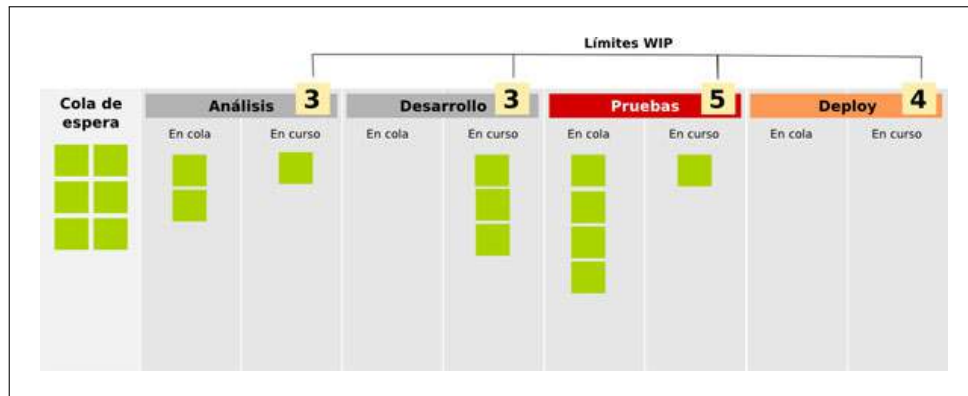 Límites WIP
Cola de
espera
Análisis 3
Desarrollo 3
Pruebas 5
Deploy 4
En cola
En curso
En cola
En curso
En cola
En curso
En cola
En curso